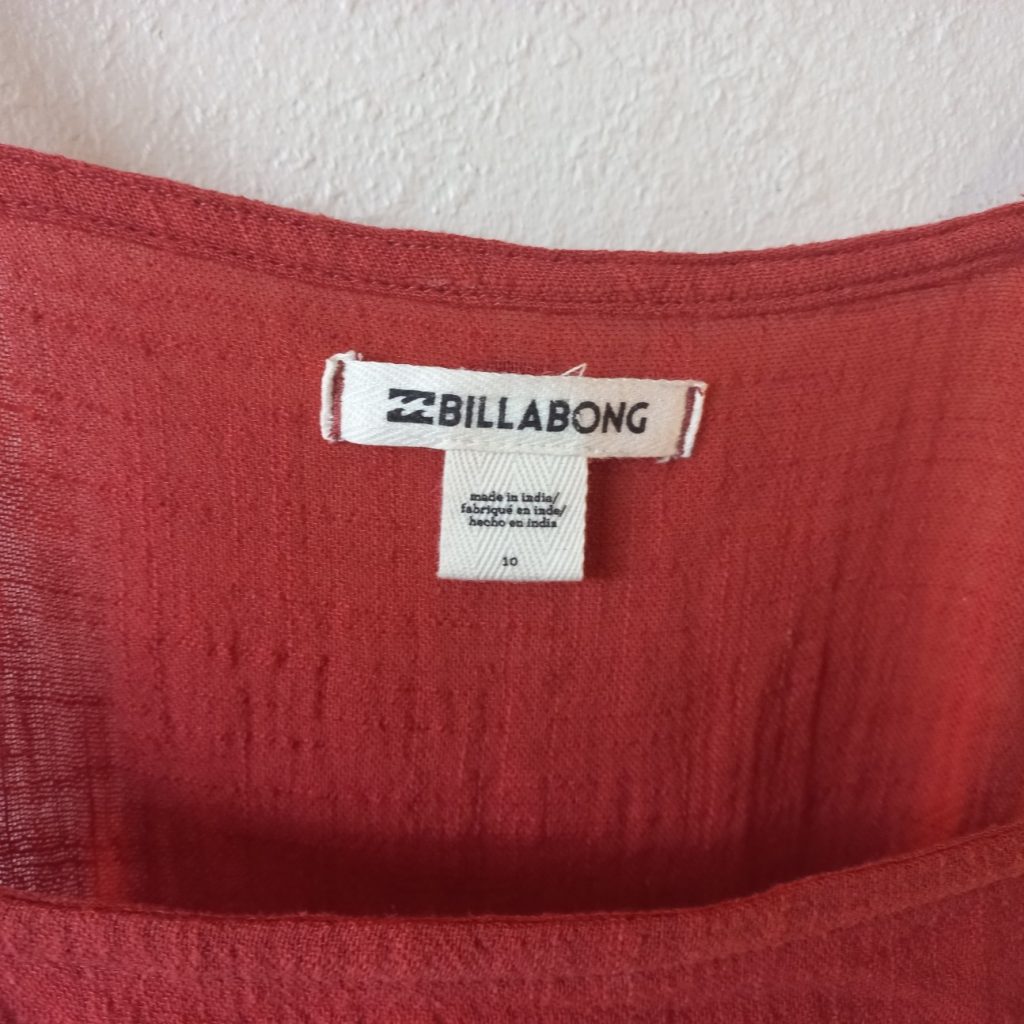 BILLABONG
made in india/
fabriqué en inde/
hecho en india
10